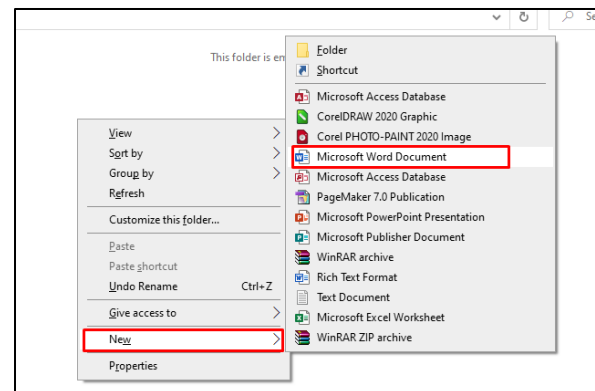 Se
This folder is em
View
Sort by
Group by
Refresh
Customize this folder...
Paste
Paste shortcut
Undo Rename Ctrl+Z
Give access to
New
Properties
Folder
Shortcut
Microsoft Access Database
CorelDRAW 2020 Graphic
Corel PHOTO-PAINT 2020 Image
Microsoft Word Document
Microsoft Access Database
PageMaker 7.0 Publication
Microsoft PowerPoint Presentation
Microsoft Publisher Document
WinRAR archive
Rich Text Format
Text Document
Microsoft Excel Worksheet
WinRAR ZIP archive